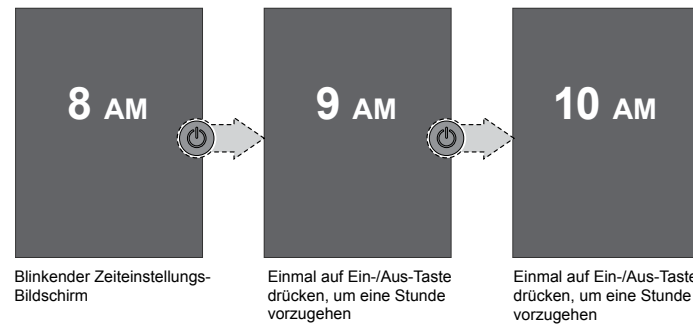 8 AM
9 AM
10 AM
Blinkender Zeiteinstellungs-
Bildschirm
Einmal auf Ein-/Aus-Taste
drücken, um eine Stunde
vorzugehen
Einmal auf Ein-/Aus-Taste
drücken, um eine Stunde
vorzugehen